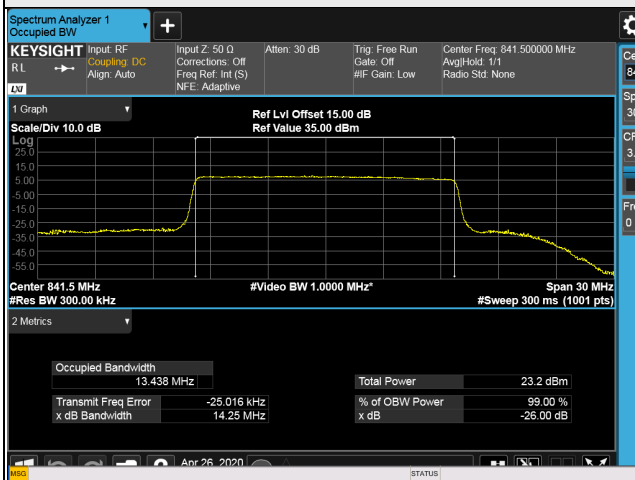 Spectrum Analyzer 1
Occupied BW
+
KEYSIGHT
RL
LXI
Input: RF
Coupling: DC
Align: Auto
Input Z: 50 Ω
Corrections: Off
Freq Ref: Int (S)
NFE: Adaptive
Atten: 30 dB
Trig: Free Run
Gate: Off
#IF Gain: Low
Center Freq: 841.500000 MHz
Avg|Hold: 1/1
Radio Std: None
1 Graph
Scale/Div 10.0 dB
Ref Lvl Offset 15.00 dB
Ref Value 35.00 dBm
Log
25.0
15.0
5.00
-5.00
-15.0
-25.0
-35.0
-45.0
-55.0
Center 841.5 MHz
#Res BW 300.00 kHz
#Video BW 1.0000 MHz*
Span 30 MHz
#Sweep 300 ms (1001 pts)
2 Metrics
Occupied Bandwidth
13.438 MHz
Transmit Freq Error -25.016 kHz
x dB Bandwidth 14.25 MHz
Total Power 23.2 dBm
% of OBW Power 99.00 %
x dB -26.00 dB
Apr 26, 2020
MSG
STATUS